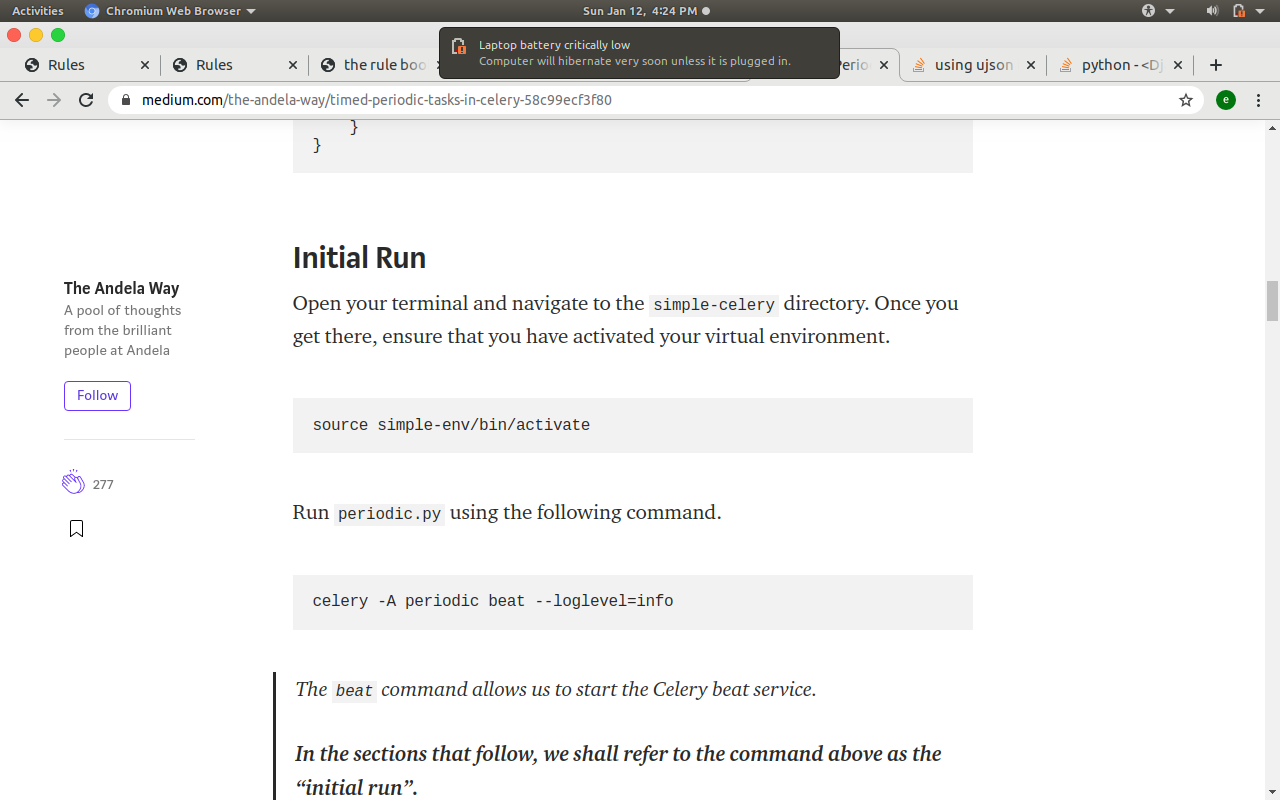 Activities Chromium Web Browser Sun Jan 12, 4:24 PM
Laptop battery critically low
Computer will hibernate very soon unless it is plugged in.
Rules Rules the rule boo using ujson python - <Dj
medium.com/the-andela-way/timed-periodic-tasks-in-celery-58c99ecf3f80 e
}
}
Initial Run
Open your terminal and navigate to the simple-celery directory. Once you
get there, ensure that you have activated your virtual environment.
source simple-env/bin/activate
Run periodic.py using the following command.
celery -A periodic beat --loglevel=info
The beat command allows us to start the Celery beat service.
In the sections that follow, we shall refer to the command above as the
“initial run”.
The Andela Way
A pool of thoughts
from the brilliant
people at Andela
Follow
277